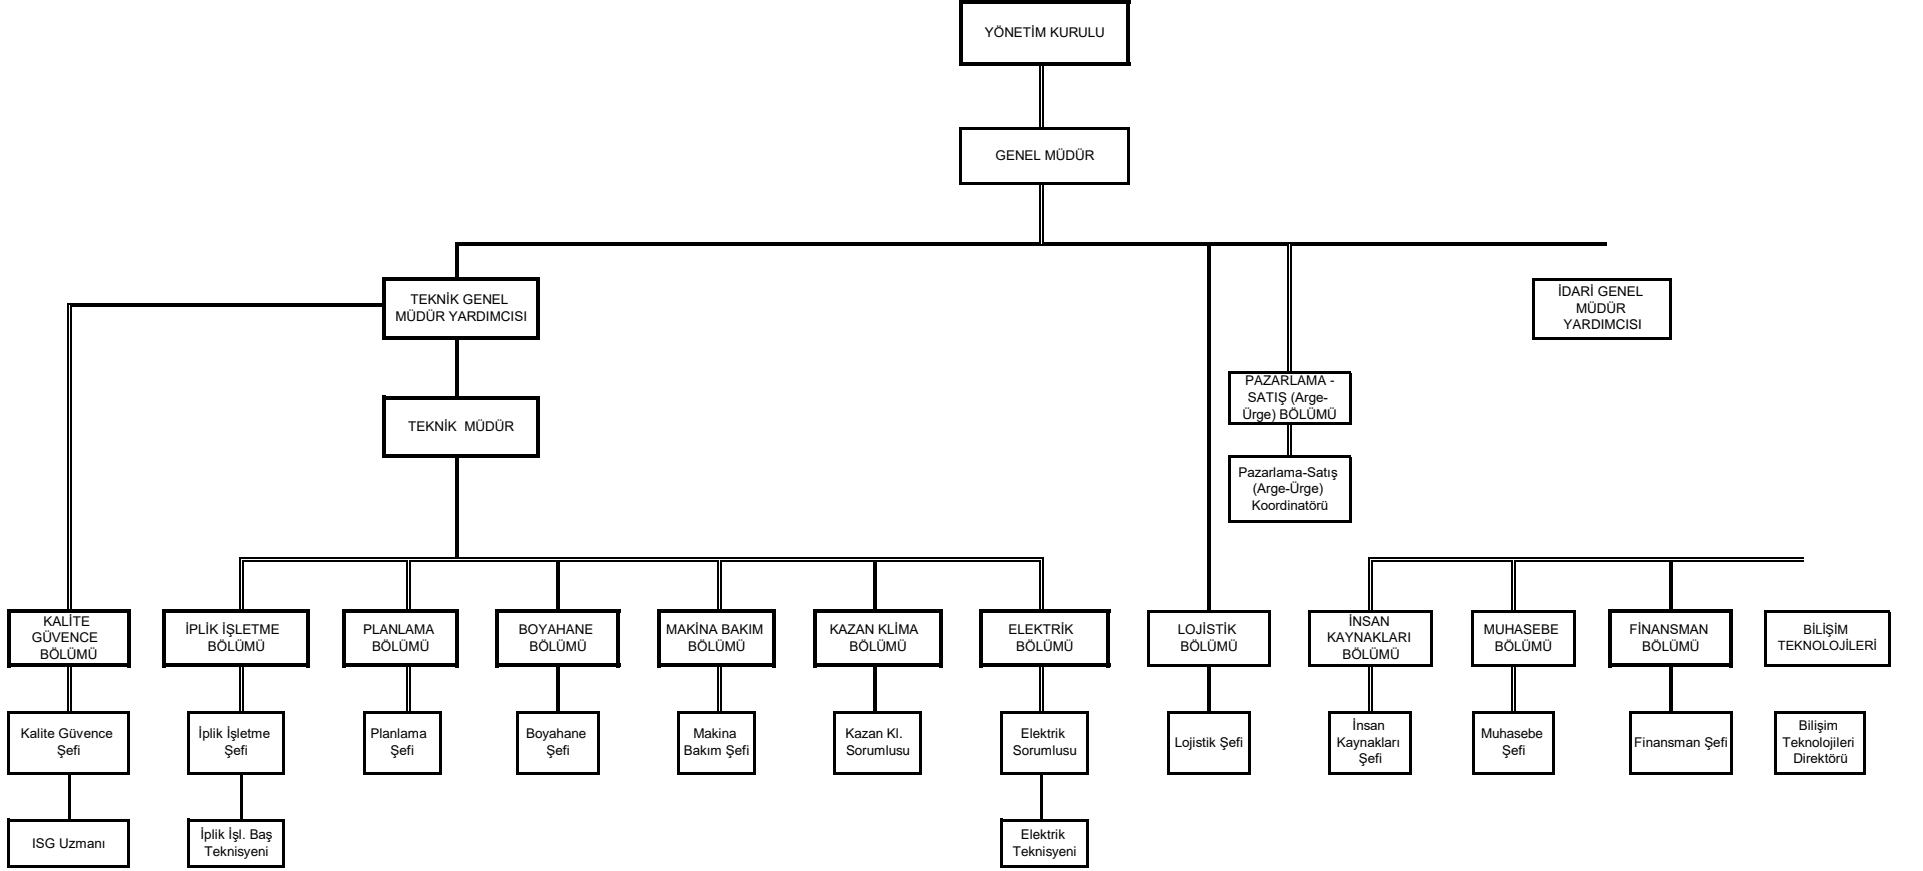 YÖNETİM KURULU
GENEL MÜDÜR
TEKNİK GENEL
MÜDÜR YARDIMCISI
İDARİ GENEL
MÜDÜR
YARDIMCISI
PAZARLAMA -
SATIŞ (Arge-
Ürge) BÖLÜMÜ
TEKNİK MÜDÜR
Pazarlama-Satış
(Arge-Ürge)
Koordinatörü
KALİTE
GÜVENCE
BÖLÜMÜ
İPLİK İŞLETME
BÖLÜMÜ
PLANLAMA
BÖLÜMÜ
BOYAHANE
BÖLÜMÜ
MAKİNA BAKIM
BÖLÜMÜ
KAZAN KLİMA
BÖLÜMÜ
ELEKTRİK
BÖLÜMÜ
LOJİSTİK
BÖLÜMÜ
İNSAN
KAYNAKLARI
BÖLÜMÜ
MUHASEBE
BÖLÜMÜ
FİNANSMAN
BÖLÜMÜ
BİLİŞİM
TEKNOLOJİLERİ
Kalite Güvence
Şefi
İplik İşletme
Şefi
Planlama
Şefi
Boyahane
Şefi
Makina
Bakım Şefi
Kazan Kl.
Sorumlusu
Elektrik
Sorumlusu
Lojistik Şefi
İnsan
Kaynakları
Şefi
Muhasebe
Şefi
Finansman Şefi
Bilişim
Teknolojileri
Direktörü
ISG Uzmanı
İplik İşl. Baş
Teknisyeni
Elektrik
Teknisyeni